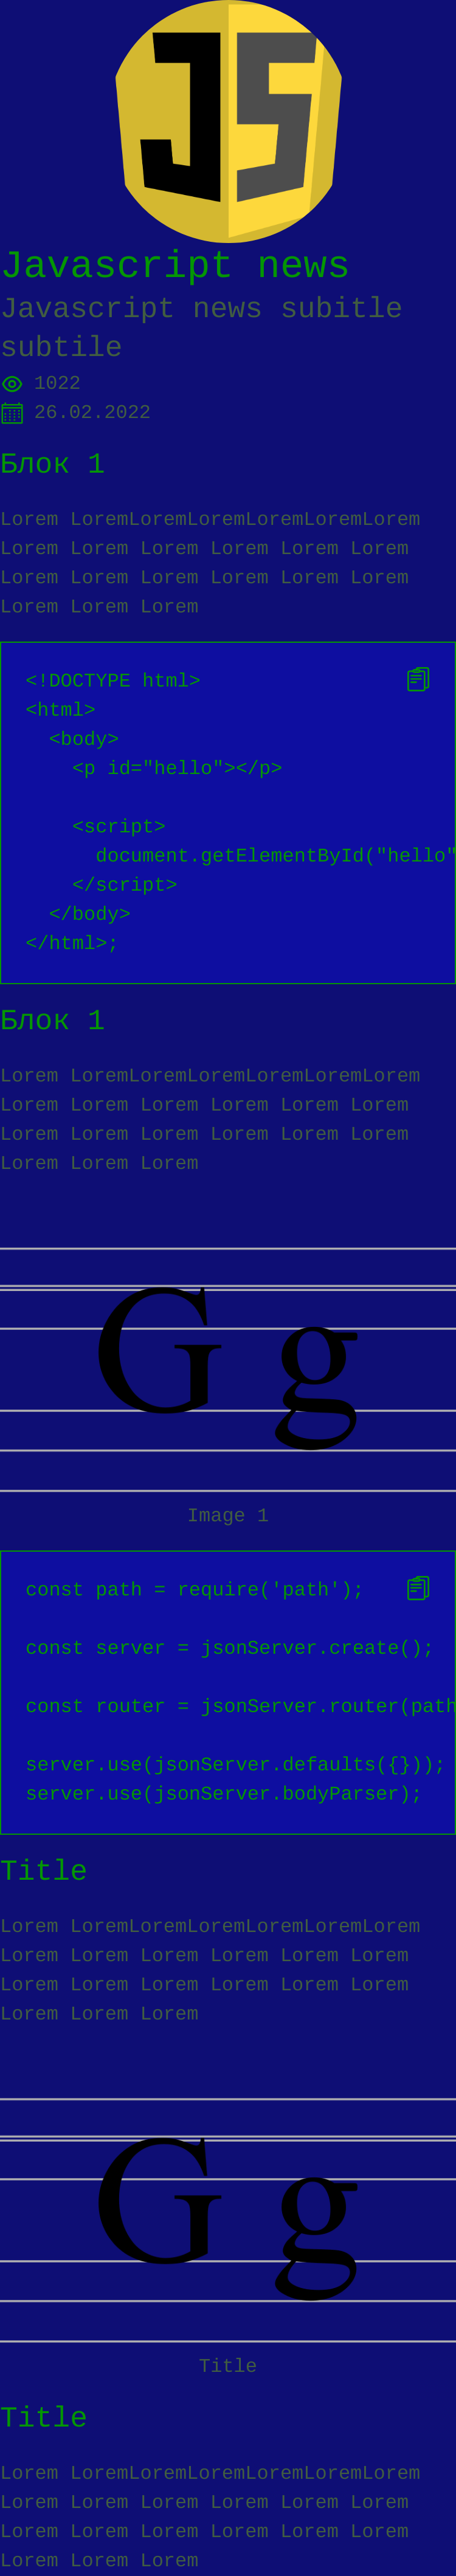 JS
Javascript news
Javascript news subitle
subtile
1022
26.02.2022
Блок 1
Lorem LoremLoremLoremLoremLoremLorem
Lorem Lorem Lorem Lorem Lorem Lorem
Lorem Lorem Lorem Lorem Lorem Lorem
Lorem Lorem Lorem
<!DOCTYPE html>
<html>
  <body>
    <p id="hello"></p>

    <script>
      document.getElementById("hello"
    </script>
  </body>
</html>;
Блок 1
Lorem LoremLoremLoremLoremLoremLorem
Lorem Lorem Lorem Lorem Lorem Lorem
Lorem Lorem Lorem Lorem Lorem Lorem
Lorem Lorem Lorem
G g
Image 1
const path = require('path');

const server = jsonServer.create();

const router = jsonServer.router(path

server.use(jsonServer.defaults({}));
server.use(jsonServer.bodyParser);
Title
Lorem LoremLoremLoremLoremLoremLorem
Lorem Lorem Lorem Lorem Lorem Lorem
Lorem Lorem Lorem Lorem Lorem Lorem
Lorem Lorem Lorem
G g
Title
Title
Lorem LoremLoremLoremLoremLoremLorem
Lorem Lorem Lorem Lorem Lorem Lorem
Lorem Lorem Lorem Lorem Lorem Lorem
Lorem Lorem Lorem